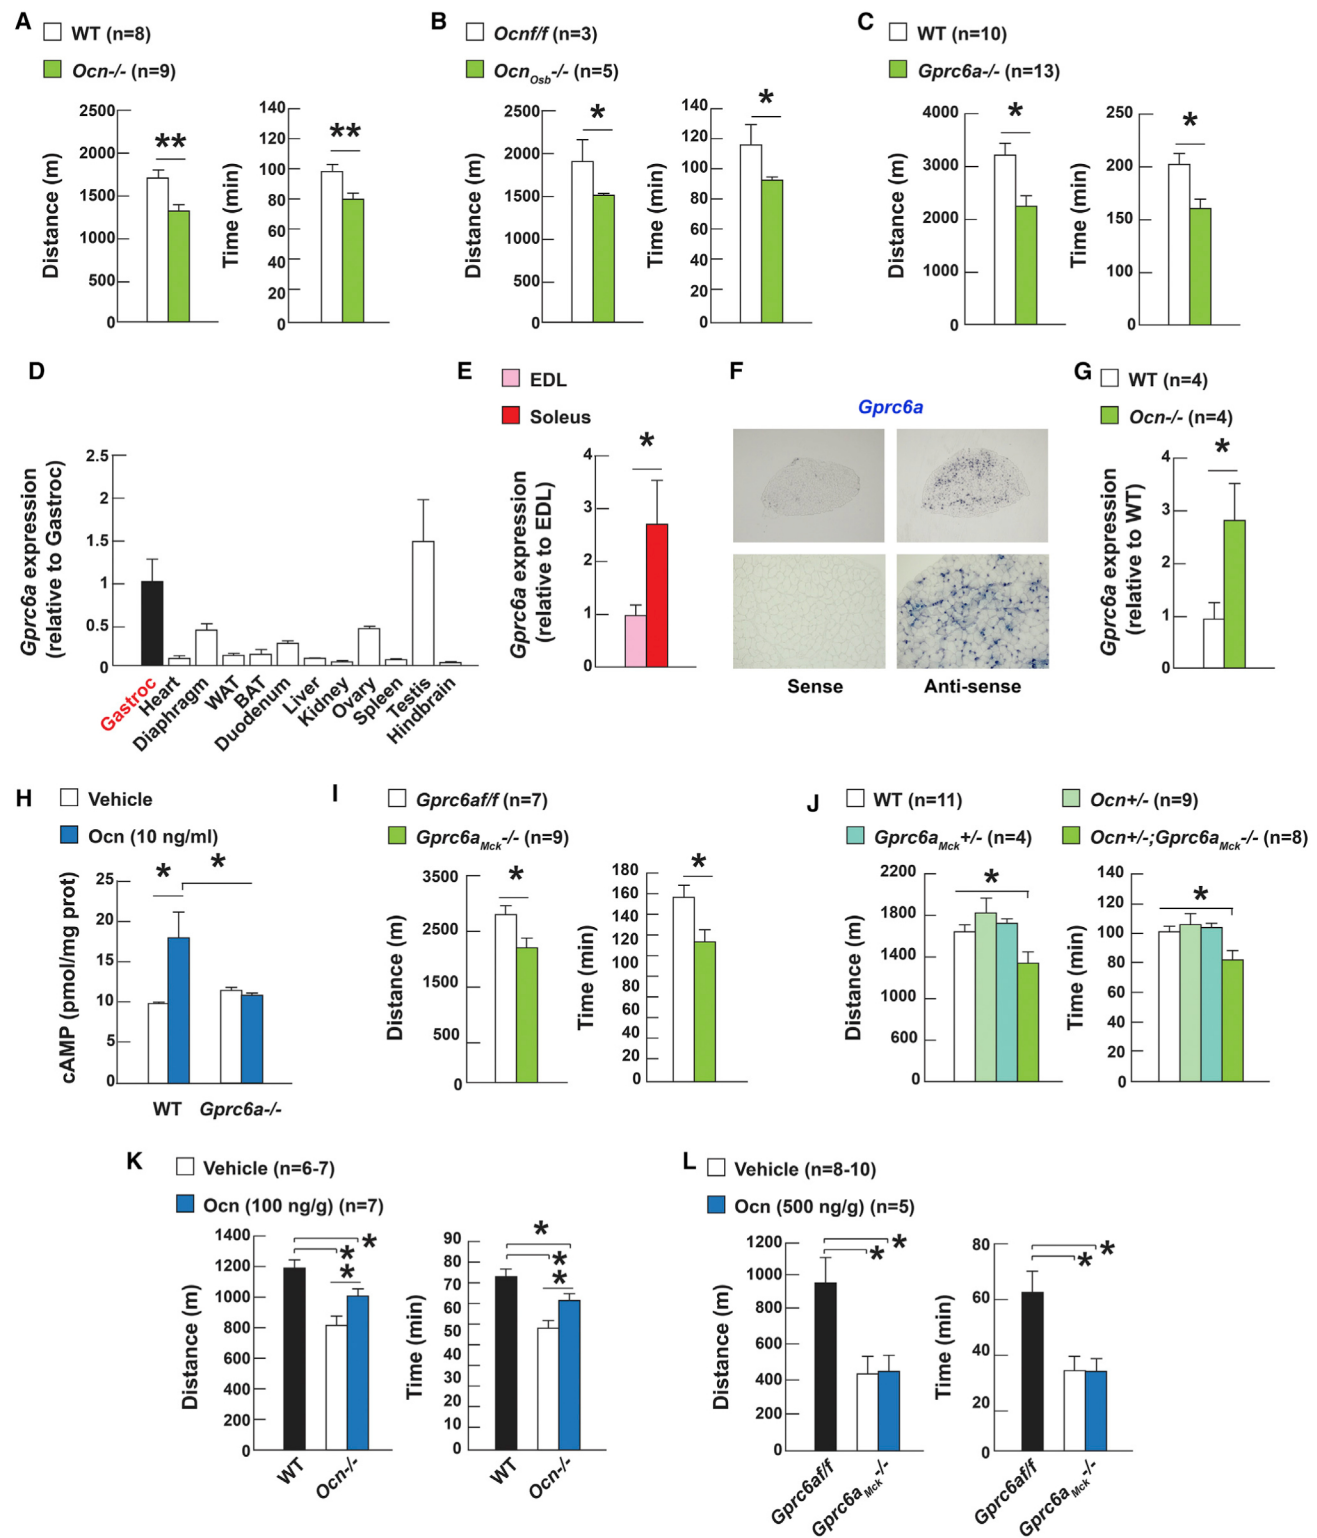 A
WT (n=8)
Ocn-/- (n=9)
Distance (m)
2500
2000
1500
1000
500
0
**
Time (min)
140
120
100
80
60
40
20
0
**
B
Ocnf/f (n=3)
OcnOsb-/- (n=5)
Distance (m)
2500
2000
1500
1000
500
0
*
Time (min)
140
120
100
80
60
40
20
0
*
C
WT (n=10)
Gprc6a-/- (n=13)
Distance (m)
4000
3000
2000
1000
0
*
Time (min)
250
200
150
100
0
*
D
Gprc6a expression
(relative to Gastroc)
2.5
2
1.5
1
0.5
0
Gastroc
Heart
Diaphragm
WAT
BAT
Duodenum
Liver
Kidney
Ovary
Spleen
Testis
Hindbrain
E
EDL
Soleus
Gprc6a expression
(relative to EDL)
4
3
2
1
0
*
F
Gprc6a
Sense
Anti-sense
G
WT (n=4)
Ocn-/- (n=4)
Gprc6a expression
(relative to WT)
4
3
2
1
0
*
H
Vehicle
Ocn (10 ng/ml)
cAMP (pmol/mg prot)
25
20
15
10
5
0
*
*
WT
Gprc6a-/-
I
Gprc6af/f (n=7)
Gprc6aMck-/- (n=9)
Distance (m)
3500
2500
1500
500
0
*
Time (min)
180
160
140
120
100
80
60
40
20
0
*
J
WT (n=11)
Ocn+/- (n=9)
Gprc6aMck+/- (n=4)
Ocn+/-;Gprc6aMck-/- (n=8)
Distance (m)
2200
1800
1400
1000
600
0
*
Time (min)
140
120
100
80
60
40
20
0
*
K
Vehicle (n=6-7)
Ocn (100 ng/g) (n=7)
Distance (m)
1400
1200
1000
800
600
400
200
0
*
*
*
WT
Ocn-/-
Time (min)
90
80
70
60
50
40
30
20
10
0
*
*
*
WT
Ocn-/-
L
Vehicle (n=8-10)
Ocn (500 ng/g) (n=5)
Distance (m)
1200
1000
800
600
400
200
0
*
*
Gprc6af/f
Gprc6aMck-/-
Time (min)
80
60
40
20
0
*
*
Gprc6af/f
Gprc6aMck-/-